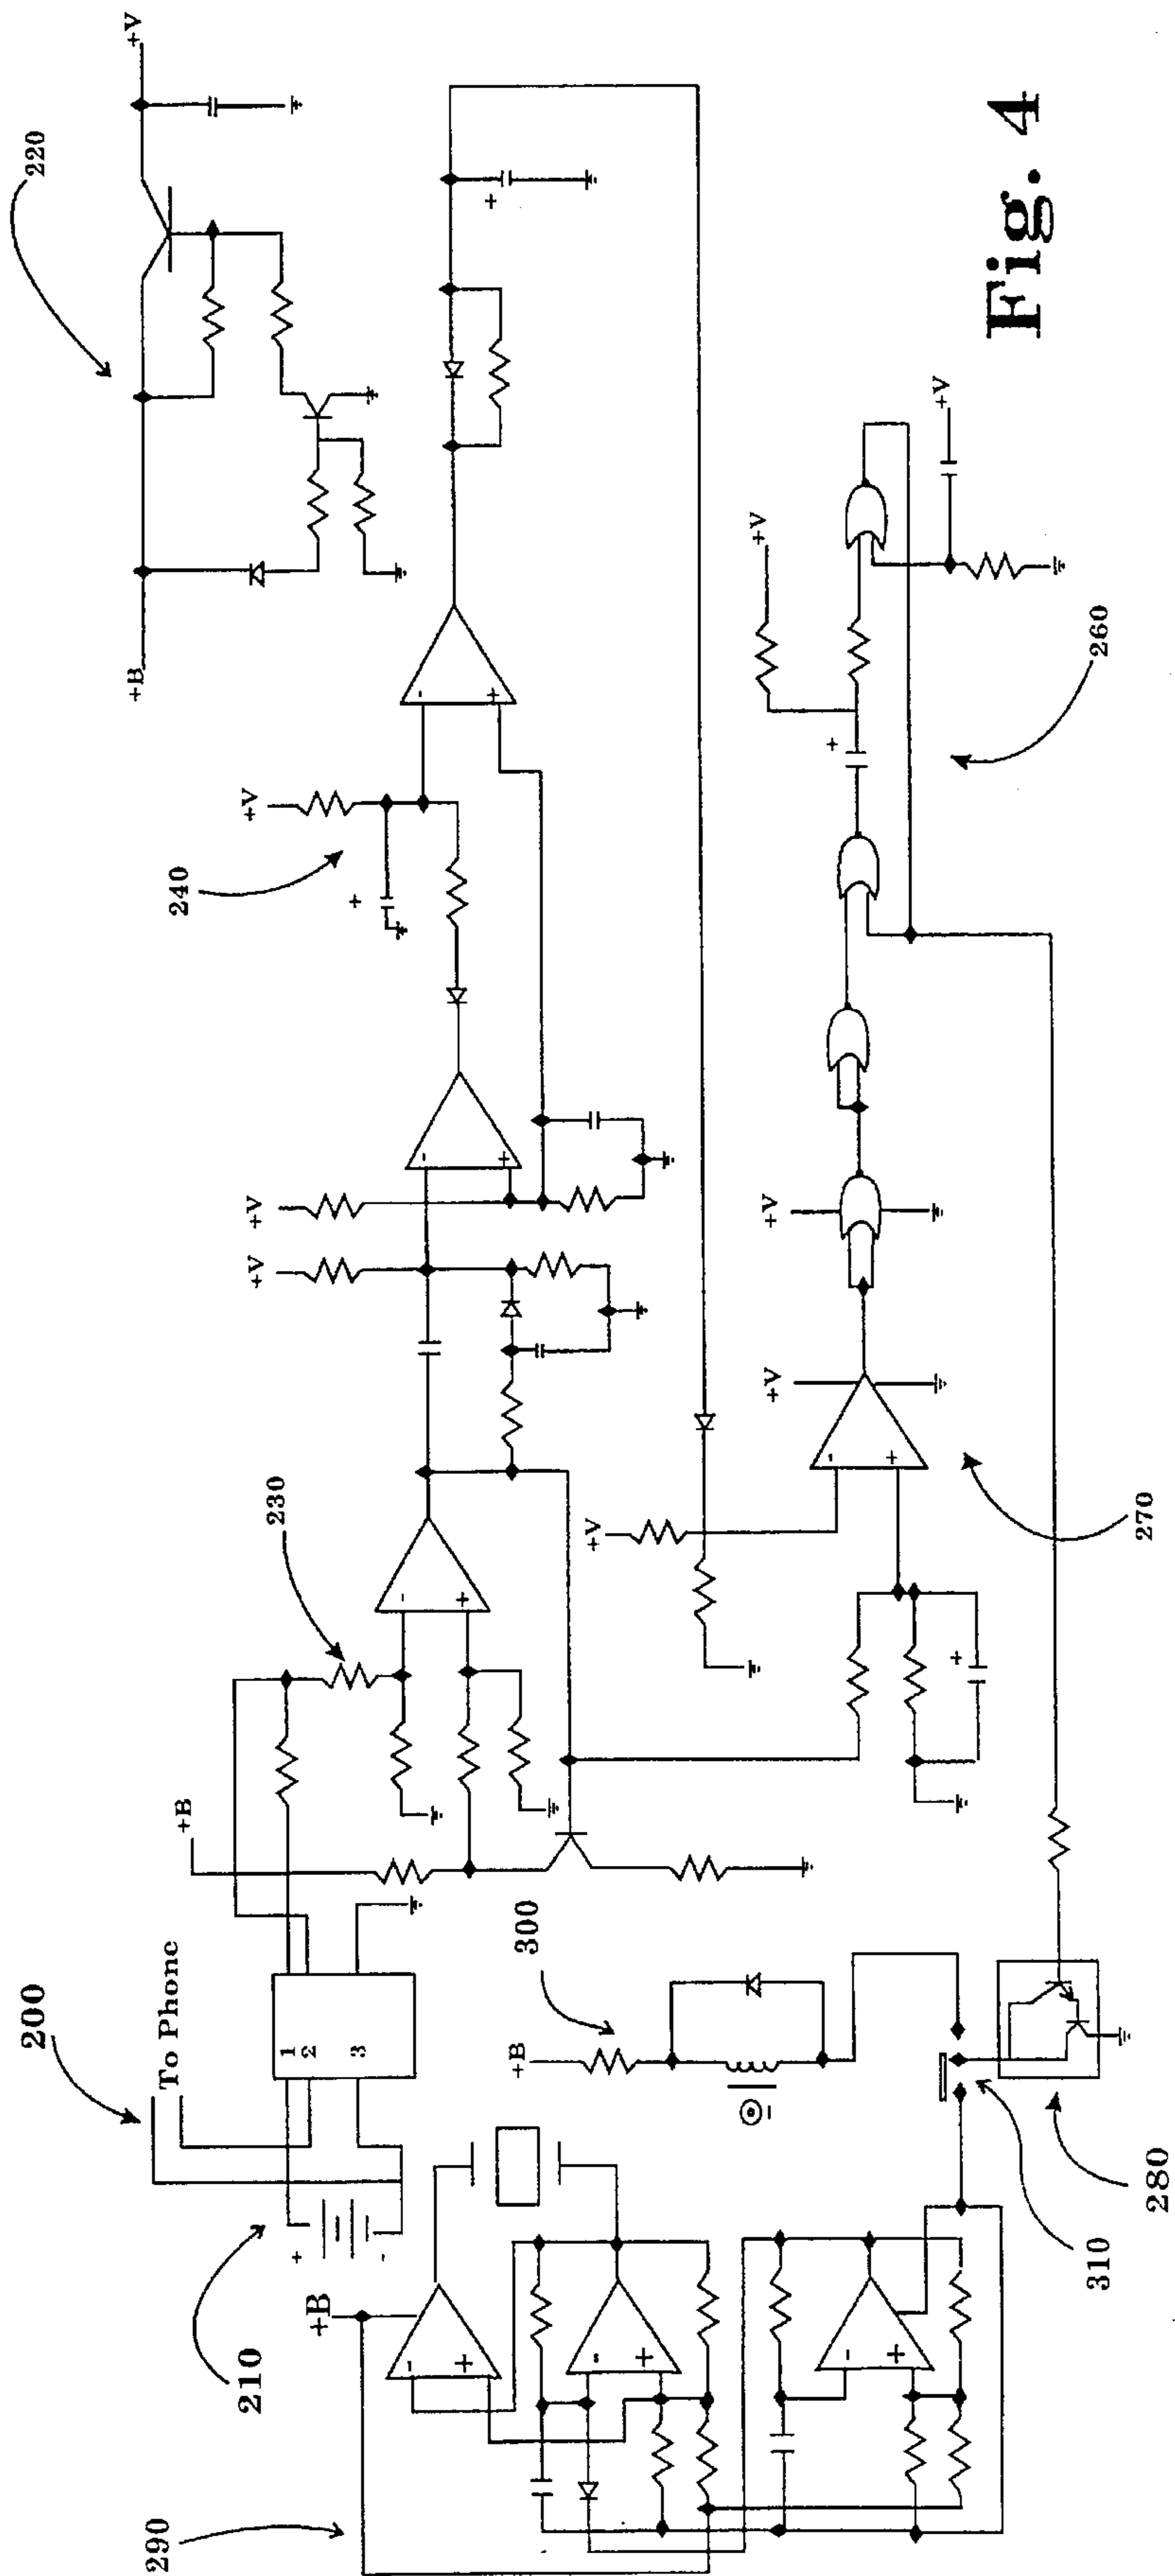 220
200
+V
+B
290
To Phone
+B
240
210
+V
+V
+V
230
+
1
2
+B
+
3
-
-
+
-
+
-
+
-
+
+
300
+B
-
+
+V
+V
+V
+V
+
-
+
-
+
+
+V
Fig. 4
260
310
270
280